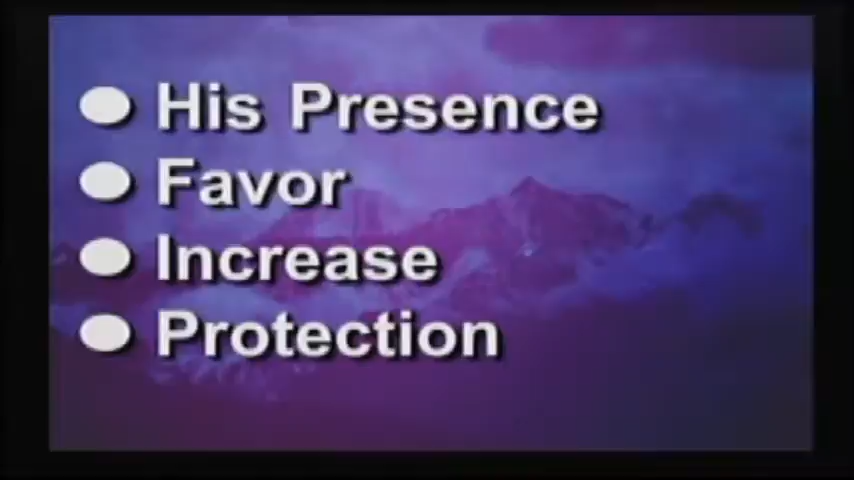 ● His Presence
● Favor
● Increase
● Protection